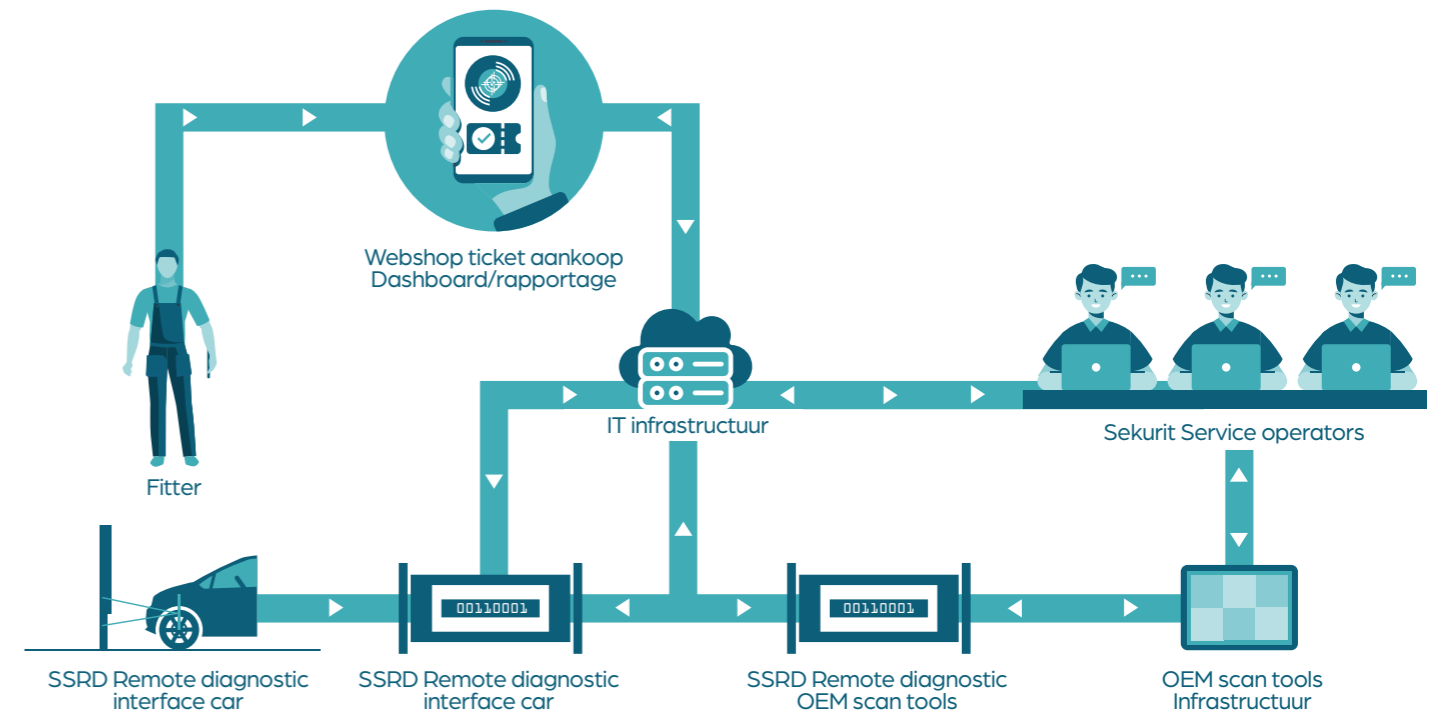 Webshop ticket aankoop
Dashboard/rapportage
IT infrastructuur
Sekurit Service operators
Fitter
00110001
00110001
SSRD Remote diagnostic
interface car
SSRD Remote diagnostic
interface car
SSRD Remote diagnostic
OEM scan tools
OEM scan tools
Infrastructuur